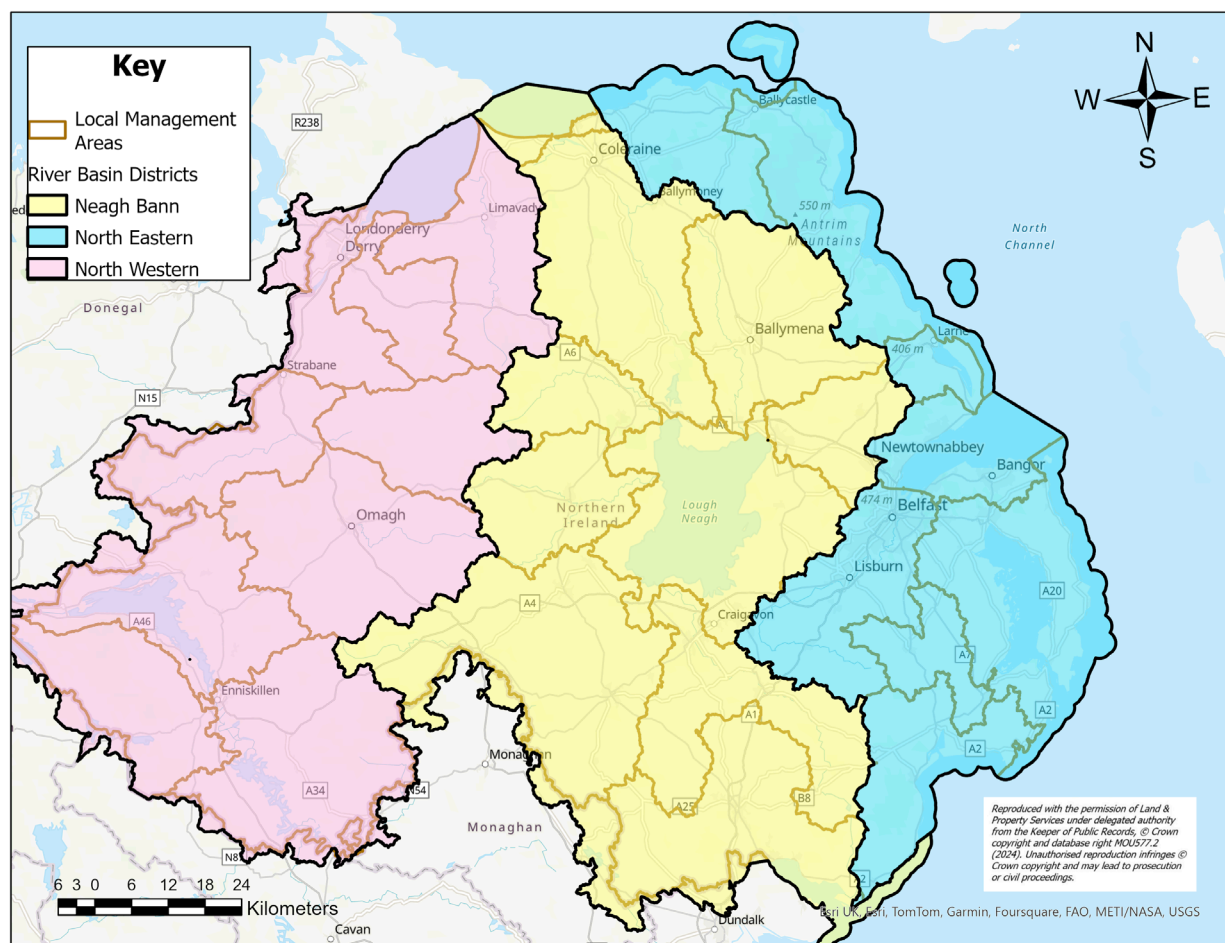 Key
Local Management
Areas
River Basin Districts
Neagh Bann
North Eastern
North Western
N
W
E
S
R238
Ballycastle
Coleraine
Ballymoney
550 m
Antrim
Mountains
North
Channel
Limavady
Londonderry
Derry
Donegal
Ballymena
Larne
406 m
A6
Strabane
N15
Newtownabbey
Bangor
474 m
Belfast
Omagh
Northern
Ireland
Lough
Neagh
Lisburn
A20
A46
A4
Craigavon
A7
Enniskillen
A1
A2
A2
Monaghan
A34
N54
A25
B8
Monaghan
Reproduced with the permission of Land &
Property Services under delegated authority
from the Keeper of Public Records, © Crown
copyright and database right MOU577.2
(2024). Unauthorised reproduction infringes ©
Crown copyright and may lead to prosecution
or civil proceedings.
6 3 0 6 12 18 24
Kilometers
Cavan
Dundalk
Esri UK, Esri, TomTom, Garmin, Foursquare, FAO, METI/NASA, USGS